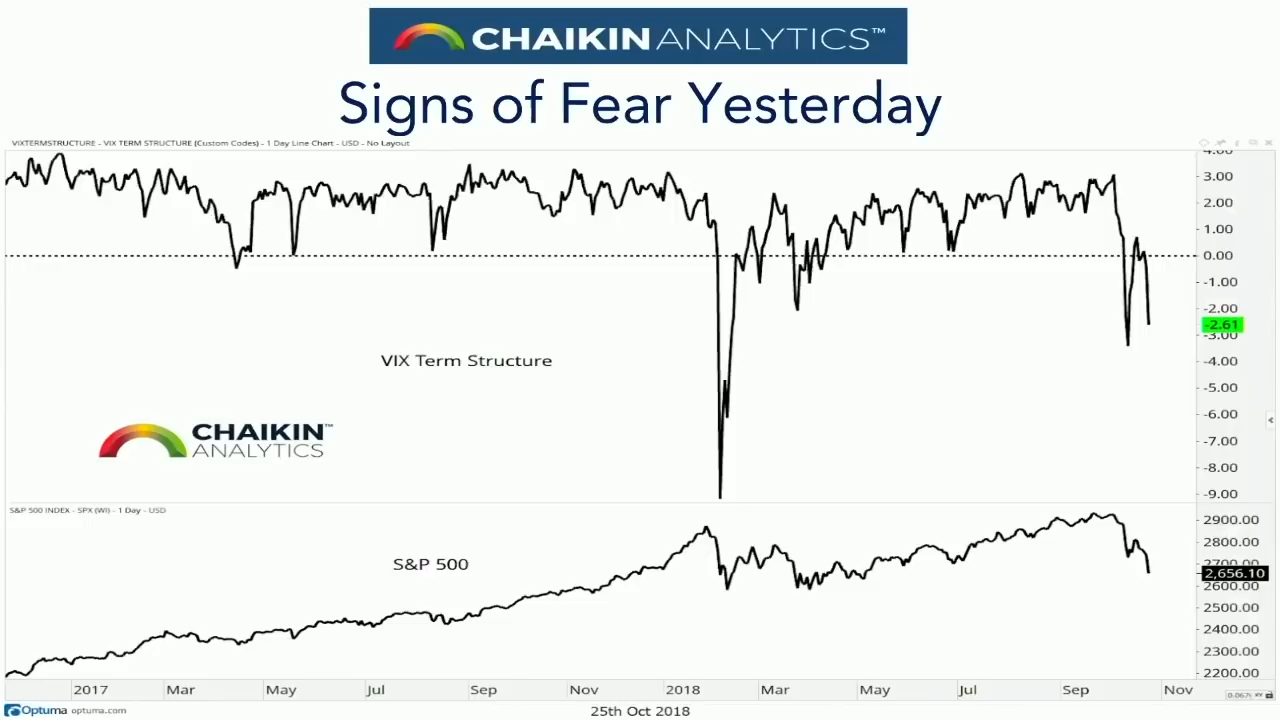 CHAIKIN ANALYTICS™
Signs of Fear Yesterday
VIXTERMSTRUCTURE - VIX TERM STRUCTURE (Custom Codes) - 1 Day Line Chart - USD - No Layout
4.00
3.00
2.00
1.00
0.00
-1.00
-2.00
-2.61
-3.00
-4.00
-5.00
-6.00
-7.00
-8.00
-9.00
VIX Term Structure
CHAIKIN™
ANALYTICS
S&P 500 INDEX - SPX (WI) - 1 Day - USD
S&P 500
2900.00
2800.00
2700.00
2,656.10
2600.00
2500.00
2400.00
2300.00
2200.00
2017 Mar May Jul Sep Nov 2018 Mar May Jul Sep Nov
Optuma optuma.com
25th Oct 2018